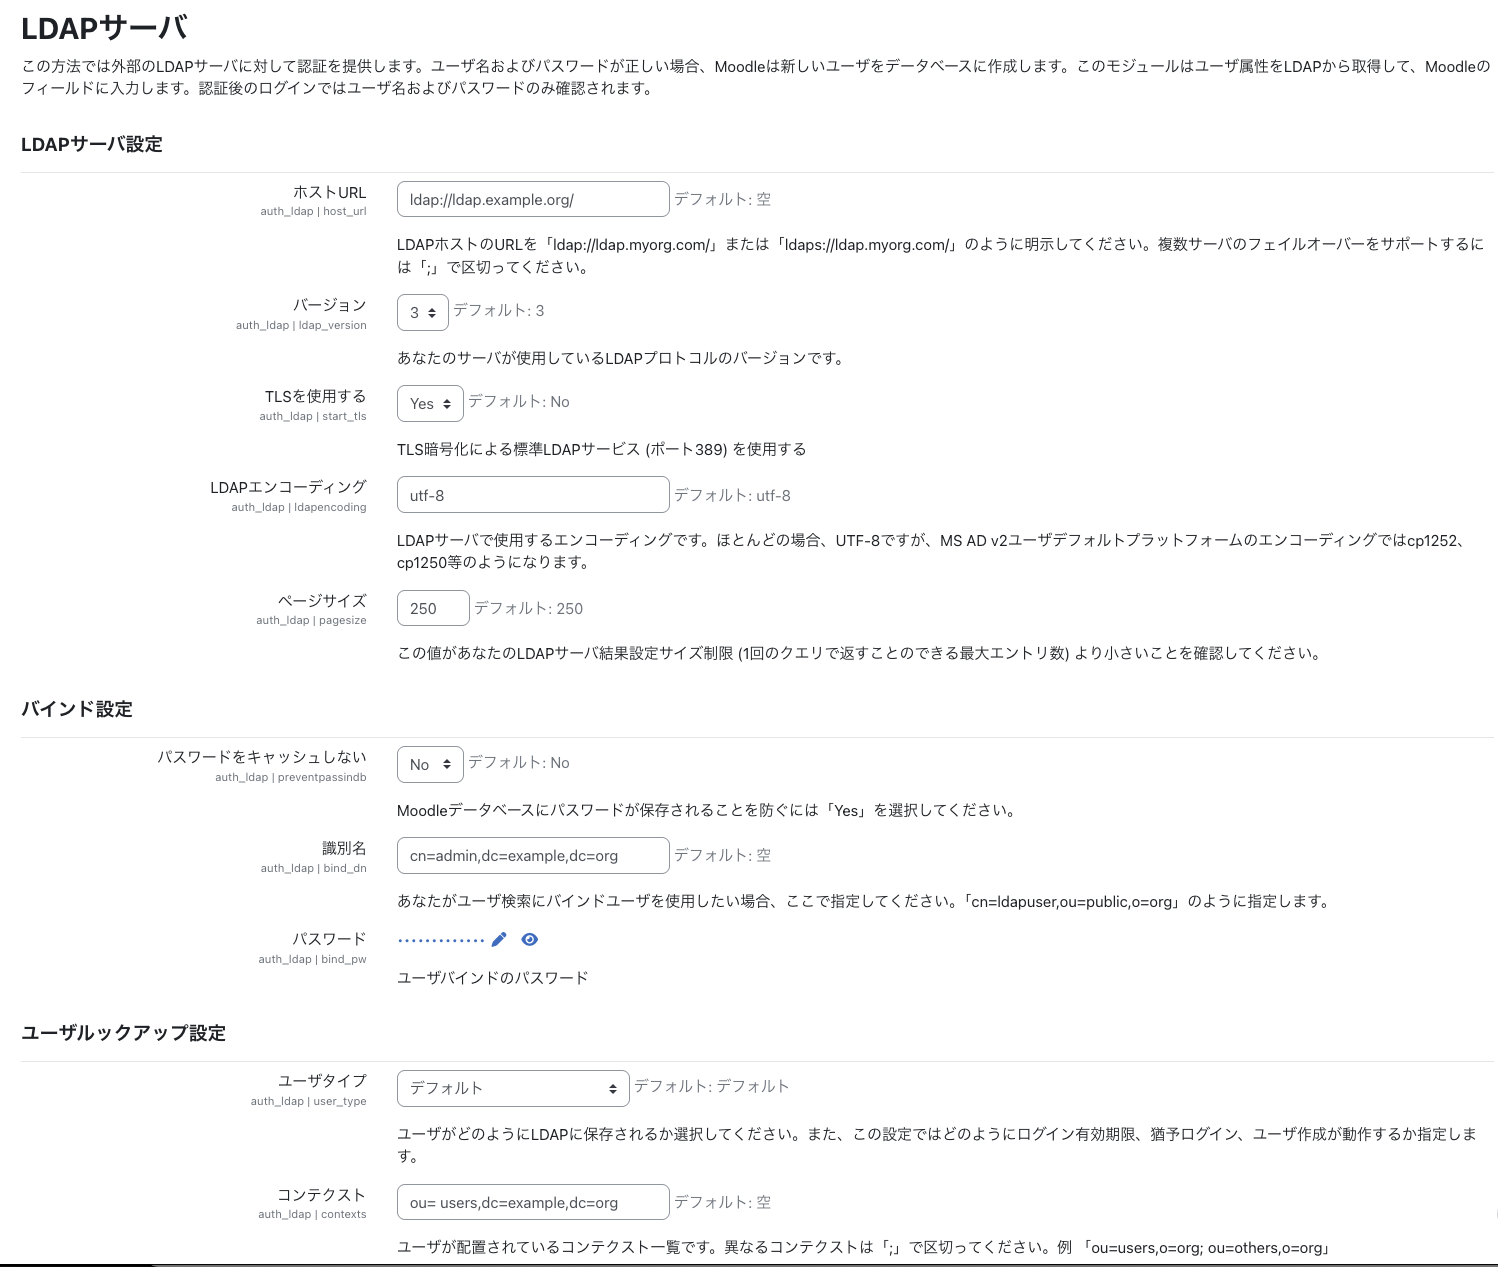 LDAPサーバ
この方法では外部のLDAPサーバに対して認証を提供します。ユーザ名およびパスワードが正しい場合、Moodleは新しいユーザをデータベースに作成します。このモジュールはユーザ属性をLDAPから取得して、Moodleの
フィールドに入力します。認証後のログインではユーザ名およびパスワードのみ確認されます。
LDAPサーバ設定
ホストURL
auth_ldap | host_url
ldap://ldap.example.org/ デフォルト: 空
LDAPホストのURLを「ldap://ldap.myorg.com/」または「ldaps://ldap.myorg.com/」のように明示してください。複数サーバのフェイルオーバーをサポートするに
は「;」で区切ってください。
バージョン
auth_ldap | ldap_version
3 デフォルト: 3
あなたのサーバが使用しているLDAPプロトコルのバージョンです。
TLSを使用する
auth_ldap | start_tls
Yes デフォルト: No
TLS暗号化による標準LDAPサービス (ポート389) を使用する
LDAPエンコーディング
auth_ldap | ldapencoding
utf-8 デフォルト: utf-8
LDAPサーバで使用するエンコーディングです。ほとんどの場合、UTF-8ですが、MS AD v2ユーザデフォルトプラットフォームのエンコーディングではcp1252、
cp1250等のようになります。
ページサイズ
auth_ldap | pagesize
250 デフォルト: 250
この値があなたのLDAPサーバ結果設定サイズ制限 (1回のクエリで返すことのできる最大エントリ数) より小さいことを確認してください。
バインド設定
パスワードをキャッシュしない
auth_ldap | preventpassindb
No デフォルト: No
Moodleデータベースにパスワードが保存されることを防ぐには「Yes」を選択してください。
識別名
auth_ldap | bind_dn
cn=admin,dc=example,dc=org デフォルト: 空
あなたがユーザ検索にバインドユーザを使用したい場合、ここで指定してください。「cn=ldapuser,ou=public,o=org」のように指定します。
パスワード
auth_ldap | bind_pw
ユーザバインドのパスワード
ユーザルックアップ設定
ユーザタイプ
auth_ldap | user_type
デフォルト デフォルト: デフォルト
ユーザがどのようにLDAPに保存されるか選択してください。また、この設定ではどのようにログイン有効期限、猶予ログイン、ユーザ作成が動作するか指定しま
す。
コンテクスト
auth_ldap | contexts
ou= users,dc=example,dc=org デフォルト: 空
ユーザが配置されているコンテクスト一覧です。異なるコンテクストは「;」で区切ってください。例 「ou=users,o=org; ou=others,o=org」